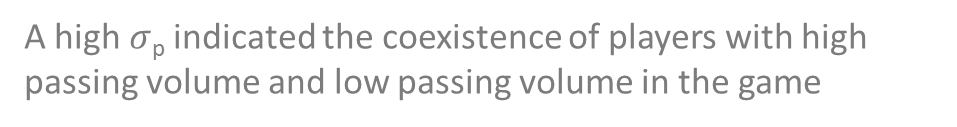 A high σₚ indicated the coexistence of players with high
passing volume and low passing volume in the game